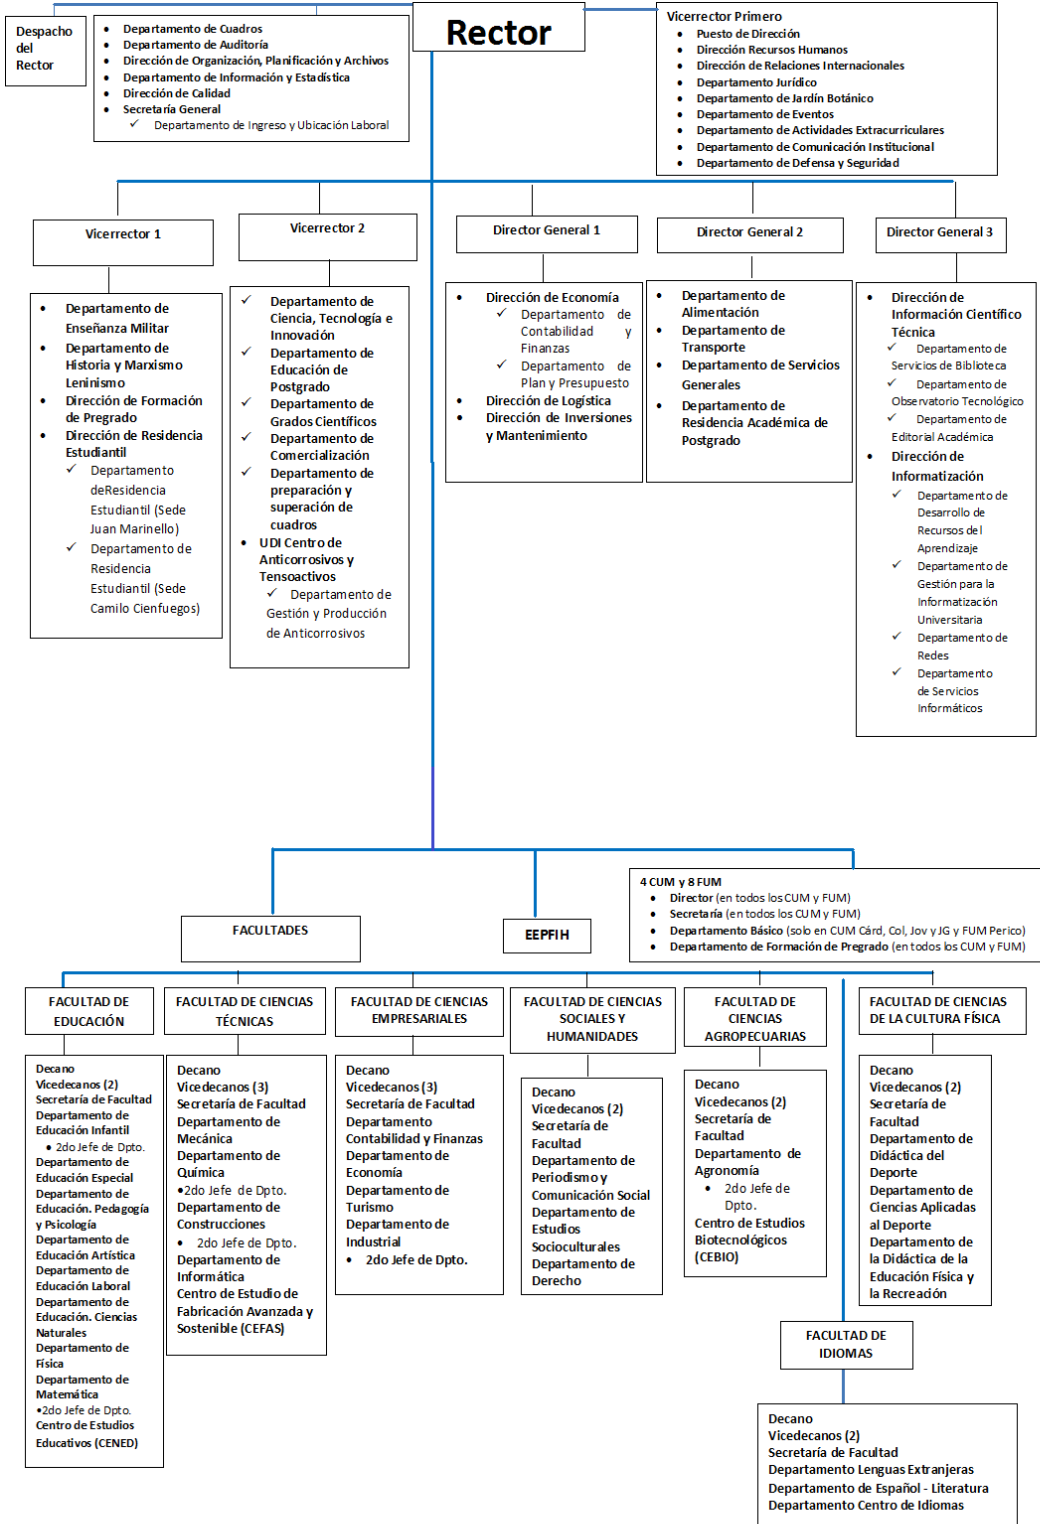 Rector
Despacho
del
Rector
• Departamento de Cuadros
• Departamento de Auditoría
• Dirección de Organización, Planificación y Archivos
• Departamento de Información y Estadística
• Dirección de Calidad
• Secretaría General
✓ Departamento de Ingreso y Ubicación Laboral
Vicerrector Primero
• Puesto de Dirección
• Dirección Recursos Humanos
• Dirección de Relaciones Internacionales
• Departamento Jurídico
• Departamento de Jardín Botánico
• Departamento de Eventos
• Departamento de Actividades Extracurriculares
• Departamento de Comunicación Institucional
• Departamento de Defensa y Seguridad
Vicerrector 1
• Departamento de
Enseñanza Militar
• Departamento de
Historia y Marxismo
Leninismo
• Dirección de Formación
de Pregrado
• Dirección de Residencia
Estudiantil
✓ Departamento
deResidencia
Estudiantil (Sede
Juan Marinello)
✓ Departamento de
Residencia
Estudiantil (Sede
Camilo Cienfuegos)
Vicerrector 2
✓ Departamento de
Ciencia, Tecnología e
Innovación
✓ Departamento de
Educación de
Postgrado
✓ Departamento de
Grados Científicos
✓ Departamento de
Comercialización
✓ Departamento de
preparación y
superación de
cuadros
• UDI Centro de
Anticorrosivos y
Tensoactivos
✓ Departamento de
Gestión y Producción
de Anticorrosivos
Director General 1
• Dirección de Economía
✓ Departamento de
Contabilidad y
Finanzas
✓ Departamento de
Plan y Presupuesto
• Dirección de Logística
• Dirección de Inversiones
y Mantenimiento
Director General 2
• Departamento de
Alimentación
• Departamento de
Transporte
• Departamento de Servicios
Generales
• Departamento de
Residencia Académica de
Postgrado
Director General 3
• Dirección de
Información Científico
Técnica
✓ Departamento de
Servicios de Biblioteca
✓ Departamento de
Observatorio Tecnológico
✓ Departamento de
Editorial Académica
• Dirección de
Informatización
✓ Departamento de
Desarrollo de
Recursos del
Aprendizaje
✓ Departamento de
Gestión para la
Informatización
Universitaria
✓ Departamento de
Redes
✓ Departamento
de Servicios
Informáticos
FACULTADES
EEPFIH
4 CUM y 8 FUM
• Director (en todos los CUM y FUM)
• Secretaría (en todos los CUM y FUM)
• Departamento Básico (solo en CUM Cárd, Col, Jov y JG y FUM Perico)
• Departamento de Formación de Pregrado (en todos los CUM y FUM)
FACULTAD DE
EDUCACIÓN
Decano
Vicedecanos (2)
Secretaría de Facultad
Departamento de
Educación Infantil
• 2do Jefe de Dpto.
Departamento de
Educación Especial
Departamento de
Educación. Pedagogía
y Psicología
Departamento de
Educación Artística
Departamento de
Educación Laboral
Departamento de
Educación. Ciencias
Naturales
Departamento de
Física
Departamento de
Matemática
•2do Jefe de Dpto.
Centro de Estudios
Educativos (CENED)
FACULTAD DE CIENCIAS
TÉCNICAS
Decano
Vicedecanos (3)
Secretaría de Facultad
Departamento de
Mecánica
Departamento de
Química
•2do Jefe de Dpto.
Departamento de
Construcciones
• 2do Jefe de Dpto.
Departamento de
Informática
Centro de Estudio de
Fabricación Avanzada y
Sostenible (CEFAS)
FACULTAD DE CIENCIAS
EMPRESARIALES
Decano
Vicedecanos (3)
Secretaría de Facultad
Departamento
Contabilidad y Finanzas
Departamento de
Economía
Departamento de
Turismo
Departamento de
Industrial
• 2do Jefe de Dpto.
FACULTAD DE CIENCIAS
SOCIALES Y
HUMANIDADES
Decano
Vicedecanos (2)
Secretaría de
Facultad
Departamento de
Periodismo y
Comunicación Social
Departamento de
Estudios
Socioculturales
Departamento de
Derecho
FACULTAD DE
CIENCIAS
AGROPECUARIAS
Decano
Vicedecanos (2)
Secretaría de
Facultad
Departamento de
Agronomía
• 2do Jefe de
Dpto.
Centro de Estudios
Biotecnológicos
(CEBIO)
FACULTAD DE CIENCIAS
DE LA CULTURA FÍSICA
Decano
Vicedecanos (2)
Secretaría de
Facultad
Departamento de
Didáctica del
Deporte
Departamento de
Ciencias Aplicadas
al Deporte
Departamento de
la Didáctica de la
Educación Física y
la Recreación
FACULTAD DE
IDIOMAS
Decano
Vicedecanos (2)
Secretaría de Facultad
Departamento Lenguas Extranjeras
Departamento de Español - Literatura
Departamento Centro de Idiomas